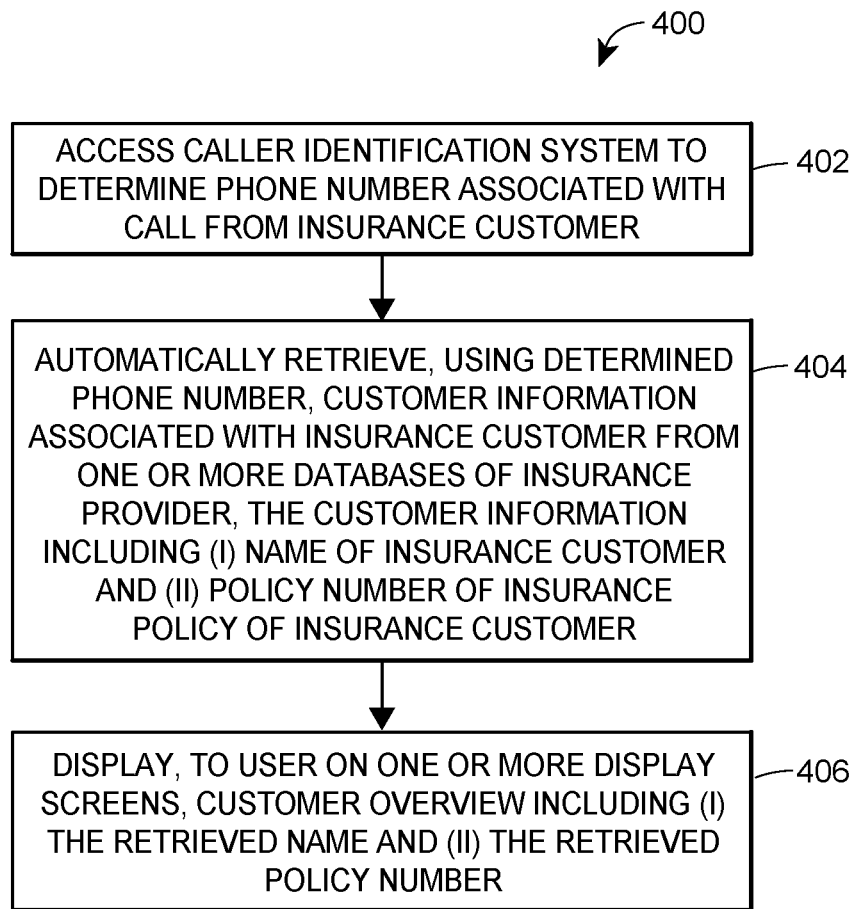 400
ACCESS CALLER IDENTIFICATION SYSTEM TO
DETERMINE PHONE NUMBER ASSOCIATED WITH
CALL FROM INSURANCE CUSTOMER
402
AUTOMATICALLY RETRIEVE, USING DETERMINED
PHONE NUMBER, CUSTOMER INFORMATION
ASSOCIATED WITH INSURANCE CUSTOMER FROM
ONE OR MORE DATABASES OF INSURANCE
PROVIDER, THE CUSTOMER INFORMATION
INCLUDING (I) NAME OF INSURANCE CUSTOMER
AND (II) POLICY NUMBER OF INSURANCE
POLICY OF INSURANCE CUSTOMER
404
DISPLAY, TO USER ON ONE OR MORE DISPLAY
SCREENS, CUSTOMER OVERVIEW INCLUDING (I)
THE RETRIEVED NAME AND (II) THE RETRIEVED
POLICY NUMBER
406